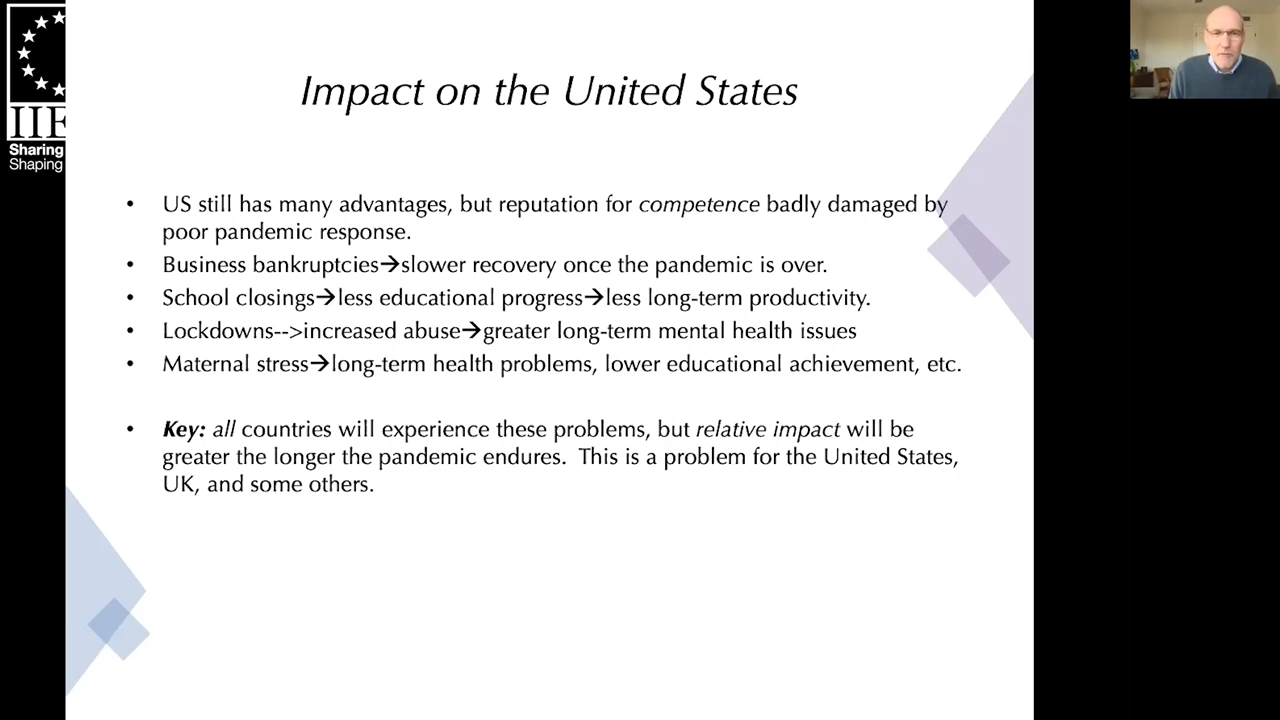 IIE
Sharing
Shaping
Impact on the United States
• US still has many advantages, but reputation for competence badly damaged by
poor pandemic response.
• Business bankruptcies→slower recovery once the pandemic is over.
• School closings→less educational progress→less long-term productivity.
• Lockdowns-->increased abuse→greater long-term mental health issues
• Maternal stress→long-term health problems, lower educational achievement, etc.
• Key: all countries will experience these problems, but relative impact will be
greater the longer the pandemic endures. This is a problem for the United States,
UK, and some others.